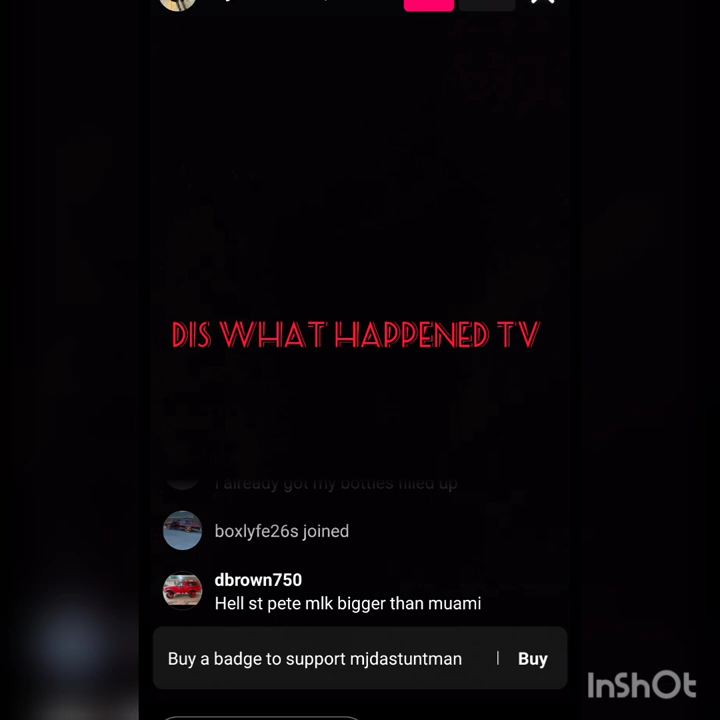 DIS WHAT HAPPENED TV
I already got my bottles filled up
boxlyfe26s joined
dbrown750
Hell st pete mlk bigger than muami
Buy a badge to support mjdastuntman | Buy
InShOt